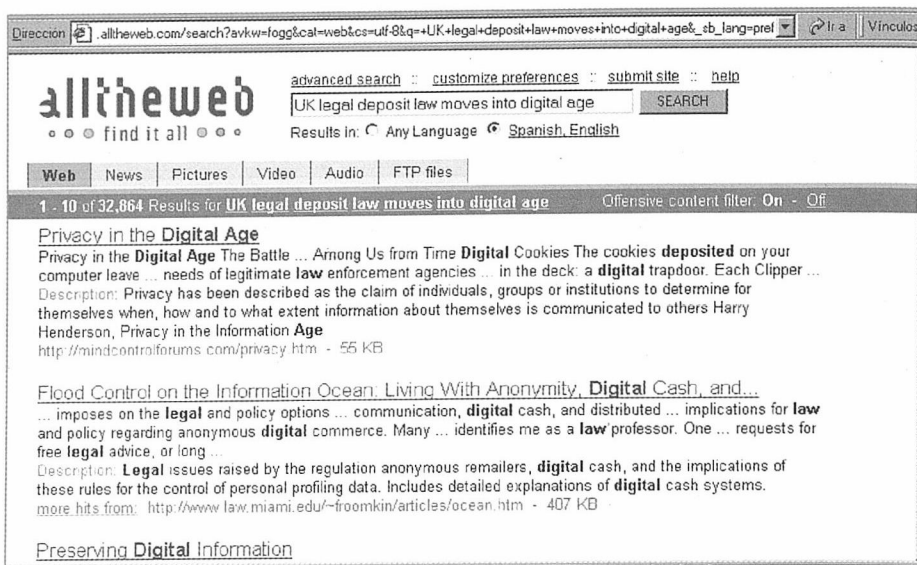 Dirección .alltheweb.com/search?avkw=fogg&cat=web&cs=utf-8&q=+UK+legal+deposit+law+moves+into+digital+age&_sb_lang=pref Ir a Vínculos
alltheweb
find it all
advanced search :: customize preferences :: submit site :: help
UK legal deposit law moves into digital age SEARCH
Results in: Any Language Spanish, English
Web News Pictures Video Audio FTP files
1 - 10 of 32,864 Results for UK legal deposit law moves into digital age Offensive content filter: On - Off
Privacy in the Digital Age
Privacy in the Digital Age The Battle ... Among Us from Time Digital Cookies The cookies deposited on your
computer leave ... needs of legitimate law enforcement agencies ... in the deck: a digital trapdoor. Each Clipper ...
Description: Privacy has been described as the claim of individuals, groups or institutions to determine for
themselves when, how and to what extent information about themselves is communicated to others Harry
Henderson, Privacy in the Information Age
http://mindcontrolforums.com/privacy.htm - 55 KB
Flood Control on the Information Ocean: Living With Anonymity, Digital Cash, and...
... imposes on the legal and policy options ... communication, digital cash, and distributed ... implications for law
and policy regarding anonymous digital commerce. Many ... identifies me as a law professor. One ... requests for
free legal advice, or long ...
Description: Legal issues raised by the regulation anonymous remailers, digital cash, and the implications of
these rules for the control of personal profiling data. Includes detailed explanations of digital cash systems.
more hits from: http://www.law.miami.edu/~froomkin/articles/ocean.htm - 407 KB
Preserving Digital Information